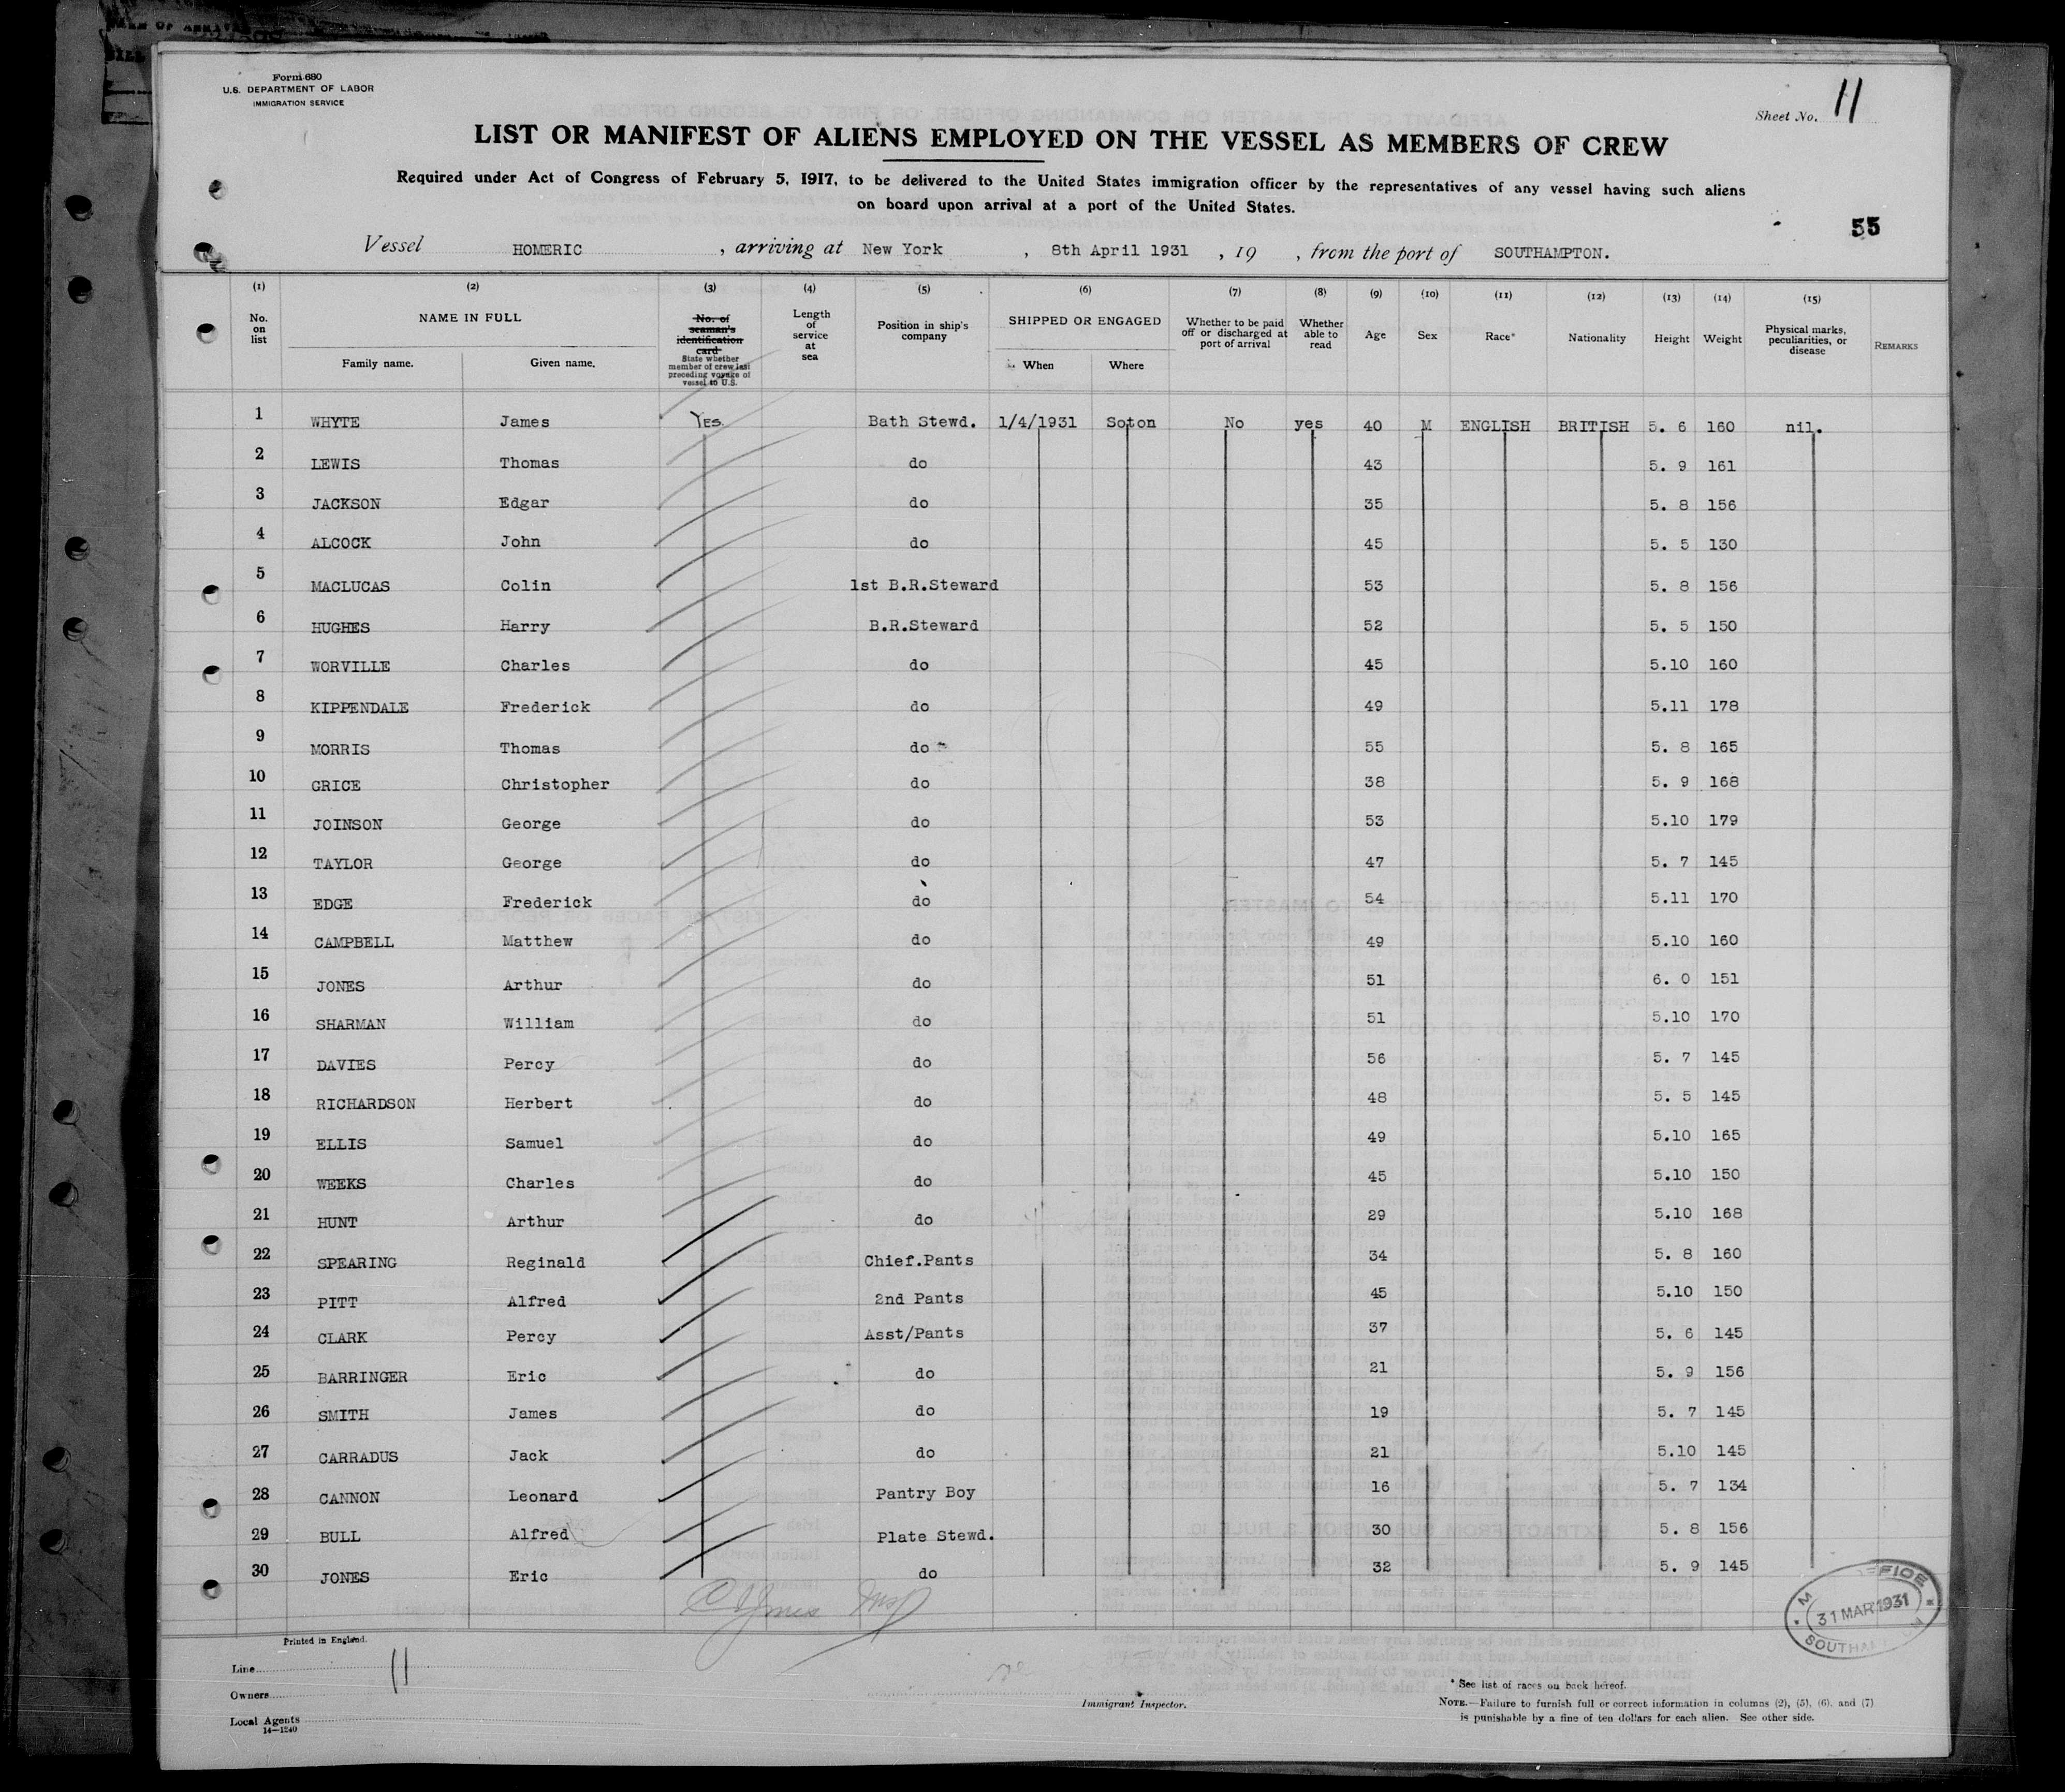 Form 680
U.S. DEPARTMENT OF LABOR
IMMIGRATION SERVICE
Sheet No. 11
LIST OR MANIFEST OF ALIENS EMPLOYED ON THE VESSEL AS MEMBERS OF CREW
Required under Act of Congress of February 5, 1917, to be delivered to the United States immigration officer by the representatives of any vessel having such aliens
on board upon arrival at a port of the United States.
55
Vessel HOMERIC , arriving at New York , 8th April 1931 , 19 , from the port of SOUTHAMPTON.
(1) (2) (3) (4) (5) (6) (7) (8) (9) (10) (11) (12) (13) (14) (15)
No. on list NAME IN FULL Family name. Given name. No. of seaman's identification card State whether member of crew last preceding voyage of vessel to U.S. Length of service at sea Position in ship's company SHIPPED OR ENGAGED When Where Whether to be paid off or discharged at port of arrival Whether able to read Age Sex Race* Nationality Height Weight Physical marks, peculiarities, or disease REMARKS
1 WHYTE James YES. Bath Stewd. 1/4/1931 Soton No yes 40 M ENGLISH BRITISH 5. 6 160 nil.
2 LEWIS Thomas do 43 5. 9 161
3 JACKSON Edgar do 35 5. 8 156
4 ALCOCK John do 45 5. 5 130
5 MACLUCAS Colin 1st B.R.Steward 53 5. 8 156
6 HUGHES Harry B.R.Steward 52 5. 5 150
7 WORVILLE Charles do 45 5.10 160
8 KIPPENDALE Frederick do 49 5.11 178
9 MORRIS Thomas do 55 5. 8 165
10 GRICE Christopher do 38 5. 9 168
11 JOINSON George do 53 5.10 179
12 TAYLOR George do 47 5. 7 145
13 EDGE Frederick do 54 5.11 170
14 CAMPBELL Matthew do 49 5.10 160
15 JONES Arthur do 51 6. 0 151
16 SHARMAN William do 51 5.10 170
17 DAVIES Percy do 56 5. 7 145
18 RICHARDSON Herbert do 48 5. 5 145
19 ELLIS Samuel do 49 5.10 165
20 WEEKS Charles do 45 5.10 150
21 HUNT Arthur do 29 5.10 168
22 SPEARING Reginald Chief.Pants 34 5. 8 160
23 PITT Alfred 2nd Pants 45 5.10 150
24 CLARK Percy Asst/Pants 37 5. 6 145
25 BARRINGER Eric do 21 5. 9 156
26 SMITH James do 19 5. 7 145
27 CARRADUS Jack do 21 5.10 145
28 CANNON Leonard Pantry Boy 16 5. 7 134
29 BULL Alfred Plate Stewd. 30 5. 8 156
30 JONES Eric do 32 5. 9 145
31 MAR 1931
Printed in England.
Line 11
Owners
Local Agents
14—1240
Immigrant Inspector.
* See list of races on back hereof.
NOTE.—Failure to furnish full or correct information in columns (2), (5), (6), and (7)
is punishable by a fine of ten dollars for each alien. See other side.